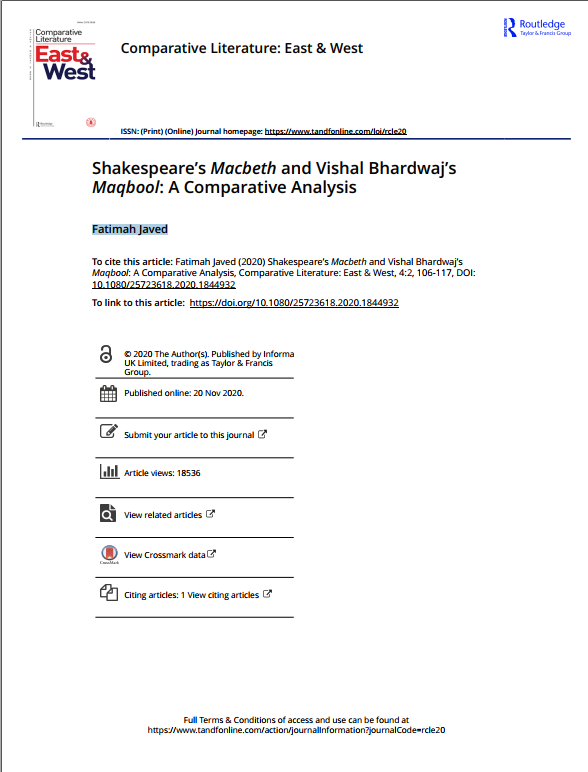 Comparative
Literature
East&
West
Routledge
Routledge
Taylor & Francis Group
Comparative Literature: East & West
ISSN: (Print) (Online) Journal homepage: https://www.tandfonline.com/loi/rcle20
Shakespeare’s Macbeth and Vishal Bhardwaj’s
Maqbool: A Comparative Analysis
Fatimah Javed
To cite this article: Fatimah Javed (2020) Shakespeare’s Macbeth and Vishal Bhardwaj’s
Maqbool: A Comparative Analysis, Comparative Literature: East & West, 4:2, 106-117, DOI:
10.1080/25723618.2020.1844932
To link to this article: https://doi.org/10.1080/25723618.2020.1844932
© 2020 The Author(s). Published by Informa
UK Limited, trading as Taylor & Francis
Group.
Published online: 20 Nov 2020.
Submit your article to this journal
Article views: 18536
View related articles
View Crossmark data
CrossMark
Citing articles: 1 View citing articles
Full Terms & Conditions of access and use can be found at
https://www.tandfonline.com/action/journalInformation?journalCode=rcle20